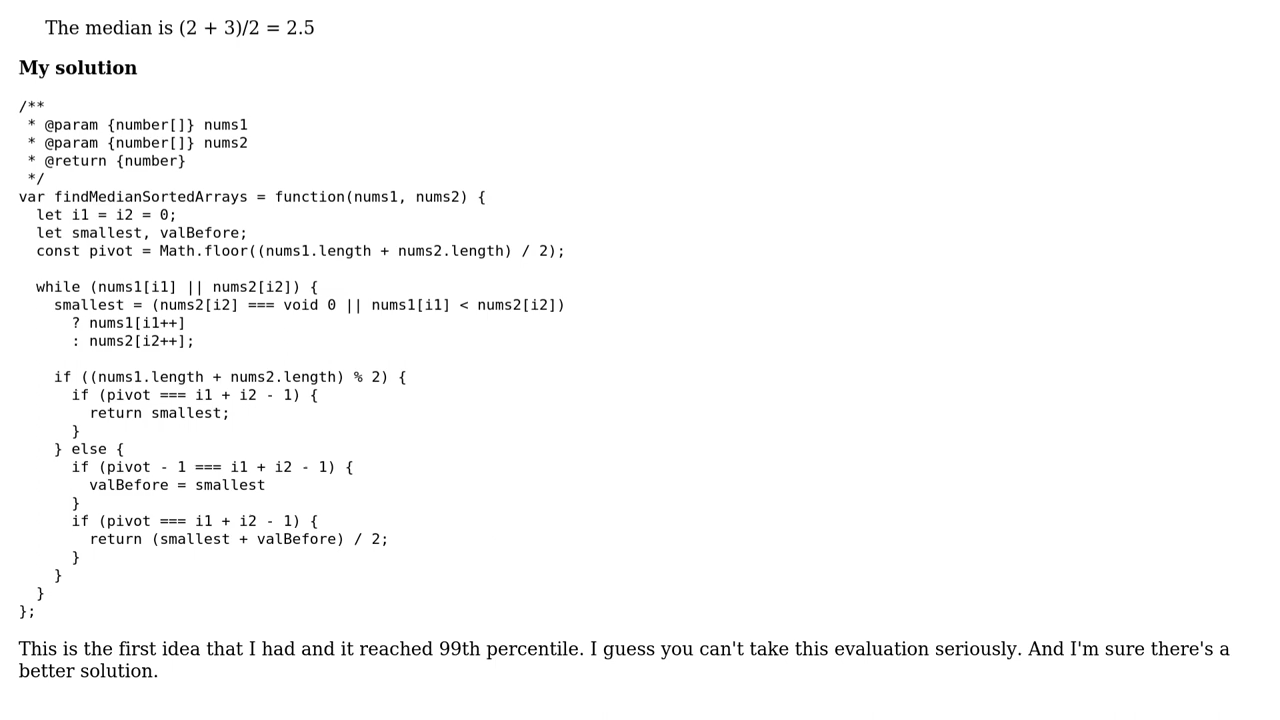 The median is (2 + 3)/2 = 2.5
My solution
/**
 * @param {number[]} nums1
 * @param {number[]} nums2
 * @return {number}
 */
var findMedianSortedArrays = function(nums1, nums2) {
  let i1 = i2 = 0;
  let smallest, valBefore;
  const pivot = Math.floor((nums1.length + nums2.length) / 2);

  while (nums1[i1] || nums2[i2]) {
    smallest = (nums2[i2] === void 0 || nums1[i1] < nums2[i2])
      ? nums1[i1++]
      : nums2[i2++];

    if ((nums1.length + nums2.length) % 2) {
      if (pivot === i1 + i2 - 1) {
        return smallest;
      }
    } else {
      if (pivot - 1 === i1 + i2 - 1) {
        valBefore = smallest
      }
      if (pivot === i1 + i2 - 1) {
        return (smallest + valBefore) / 2;
      }
    }
  }
};
This is the first idea that I had and it reached 99th percentile. I guess you can't take this evaluation seriously. And I'm sure there's a
better solution.